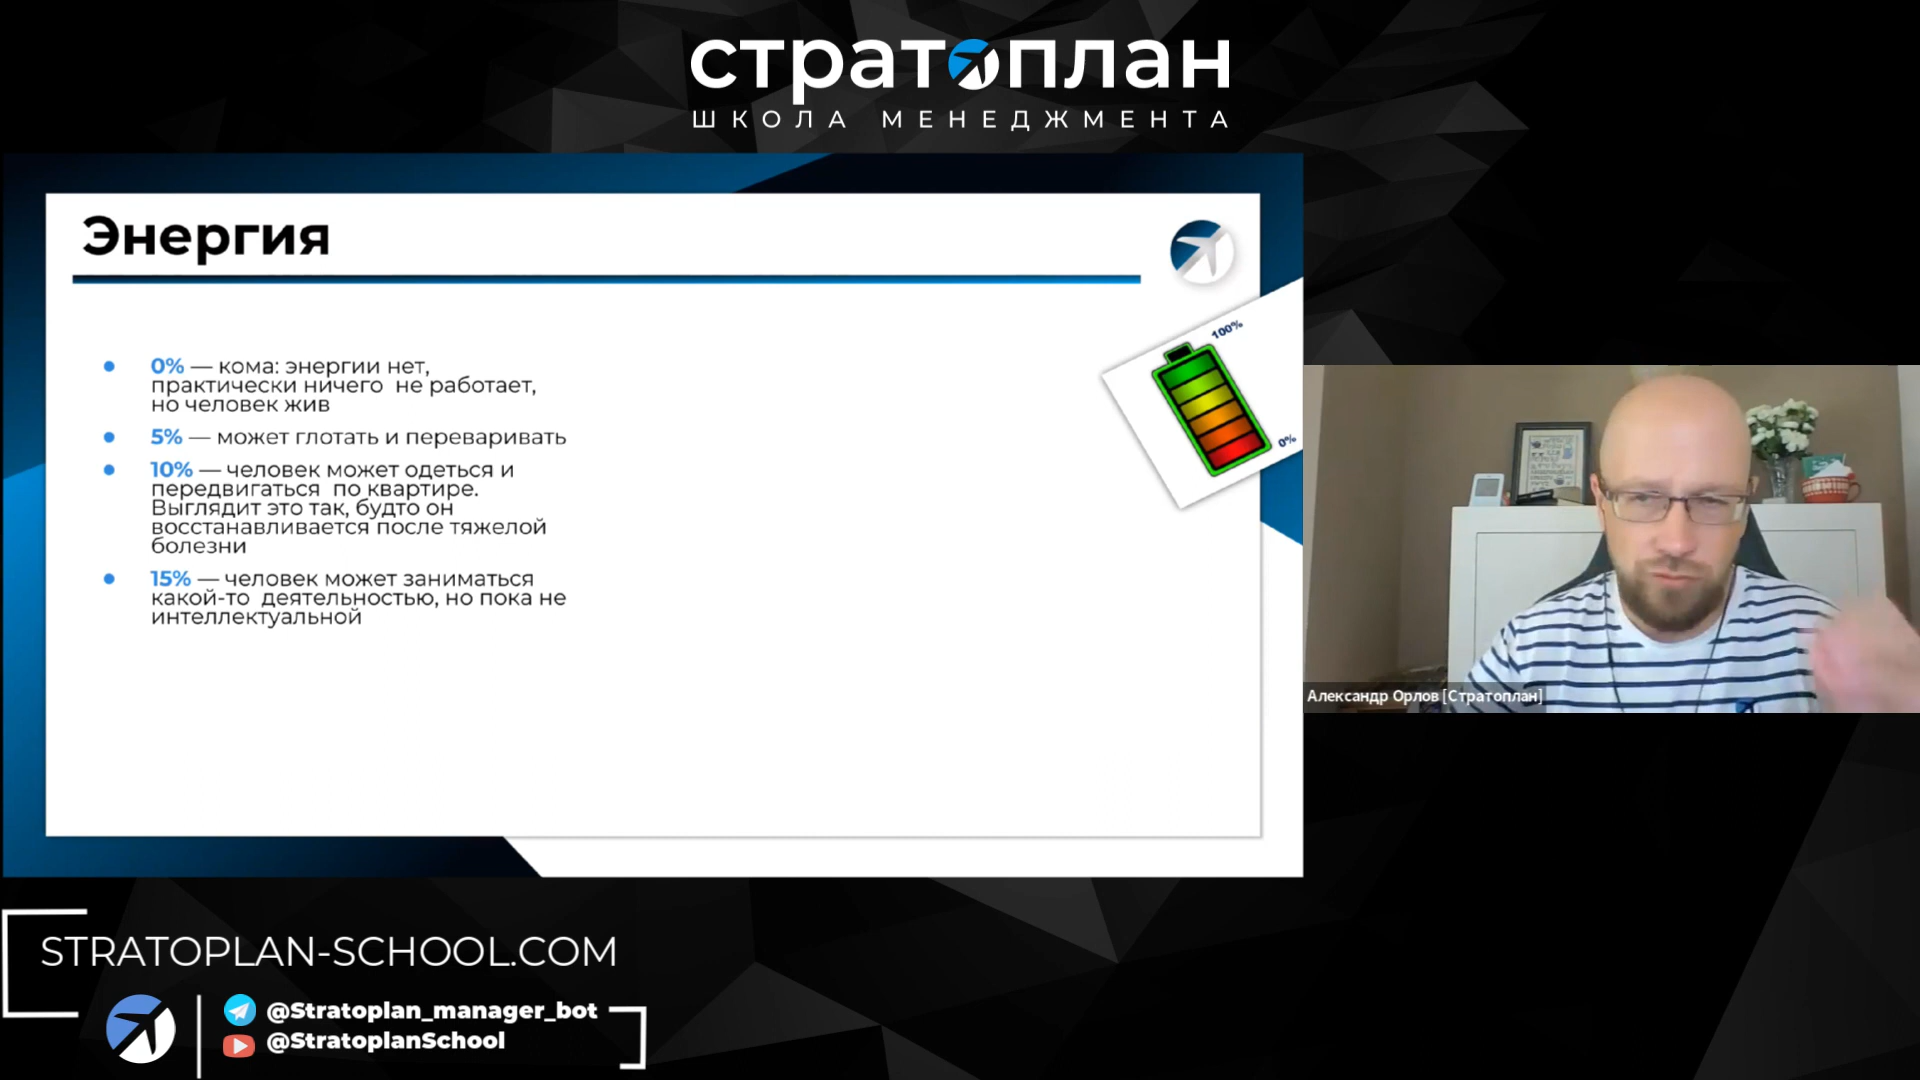 стратоплан
ШКОЛА МЕНЕДЖМЕНТА
Энергия
100%
0%
0% — кома: энергии нет,
практически ничего не работает,
но человек жив
5% — может глотать и переваривать
10% — человек может одеться и
передвигаться по квартире.
Выглядит это так, будто он
восстанавливается после тяжелой
болезни
15% — человек может заниматься
какой-то деятельностью, но пока не
интеллектуальной
Александр Орлов [Стратоплан]
STRATOPLAN-SCHOOL.COM
@Stratoplan_manager_bot
@StratoplanSchool